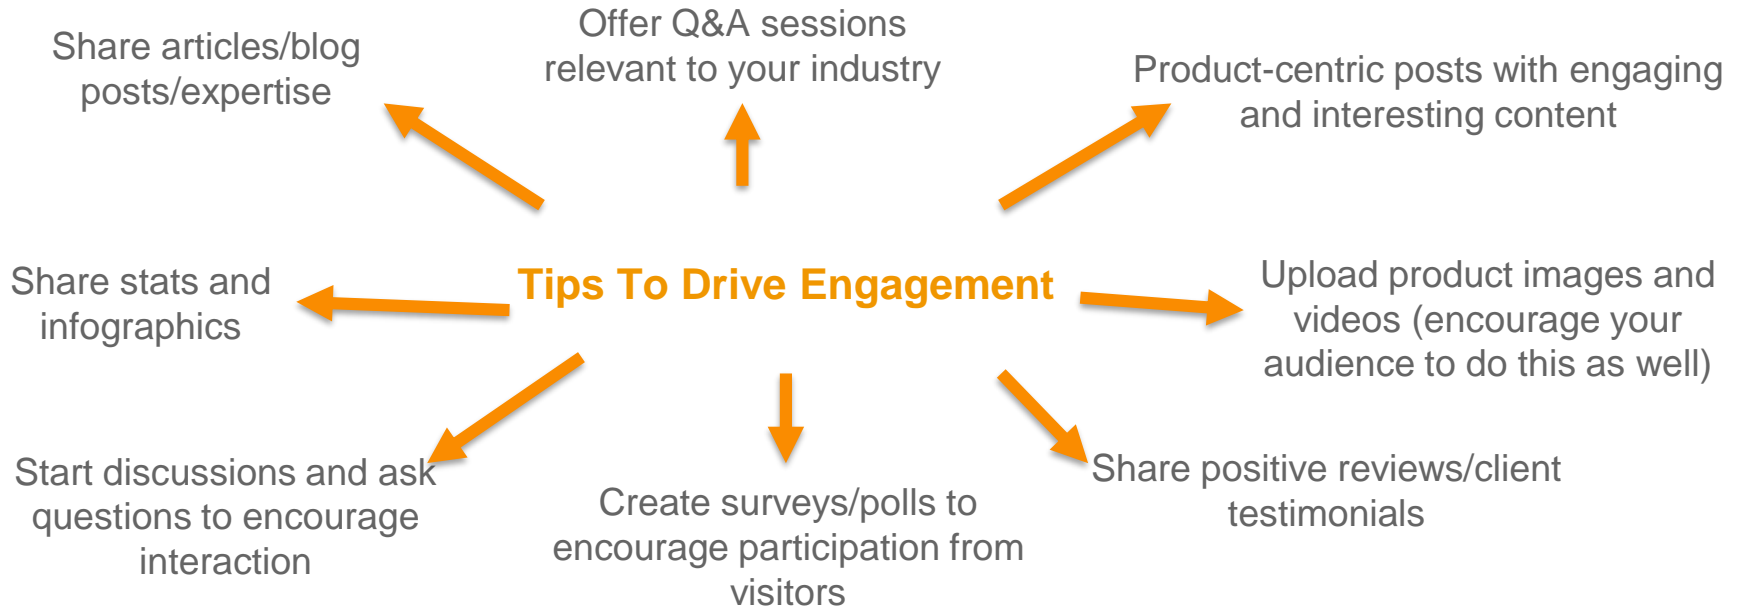 Share articles/blog
posts/expertise
Offer Q&A sessions
relevant to your industry
Product-centric posts with engaging
and interesting content
Share stats and
infographics
Tips To Drive Engagement
Upload product images and
videos (encourage your
audience to do this as well)
Start discussions and ask
questions to encourage
interaction
Create surveys/polls to
encourage participation from
visitors
Share positive reviews/client
testimonials